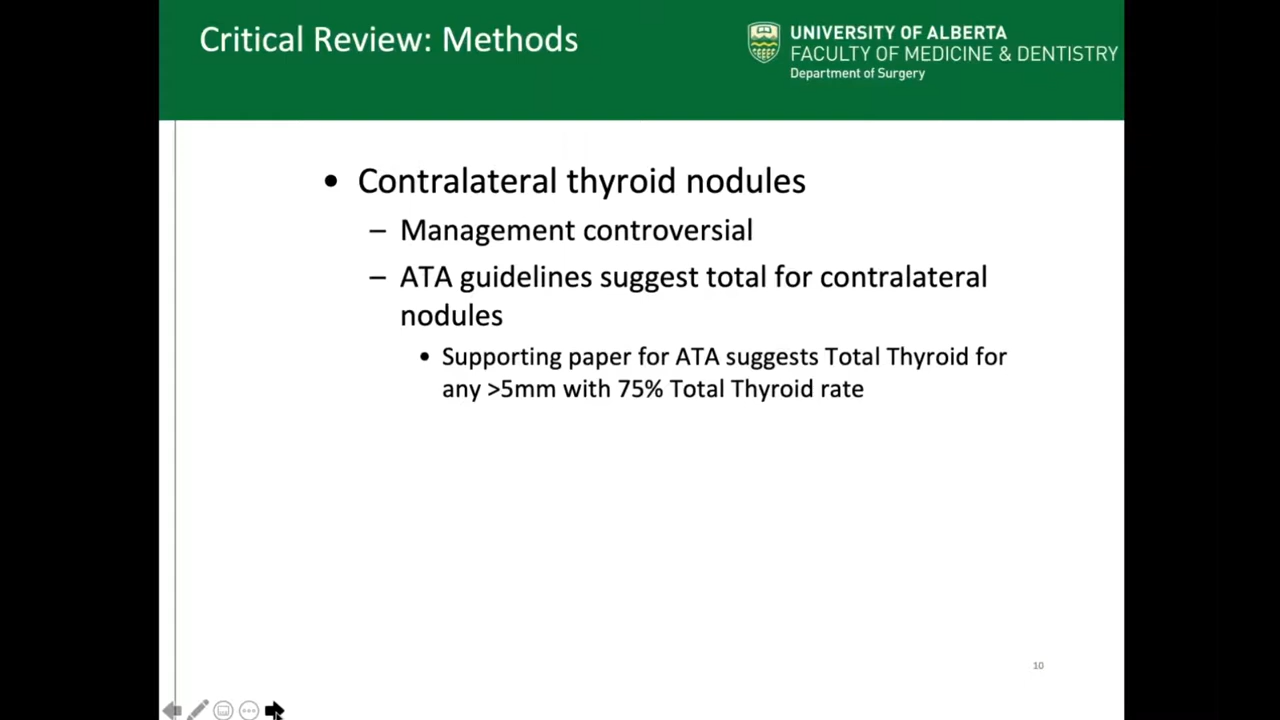 Critical Review: Methods
UNIVERSITY OF ALBERTA
FACULTY OF MEDICINE & DENTISTRY
Department of Surgery
• Contralateral thyroid nodules
– Management controversial
– ATA guidelines suggest total for contralateral
nodules
• Supporting paper for ATA suggests Total Thyroid for
any >5mm with 75% Total Thyroid rate
10